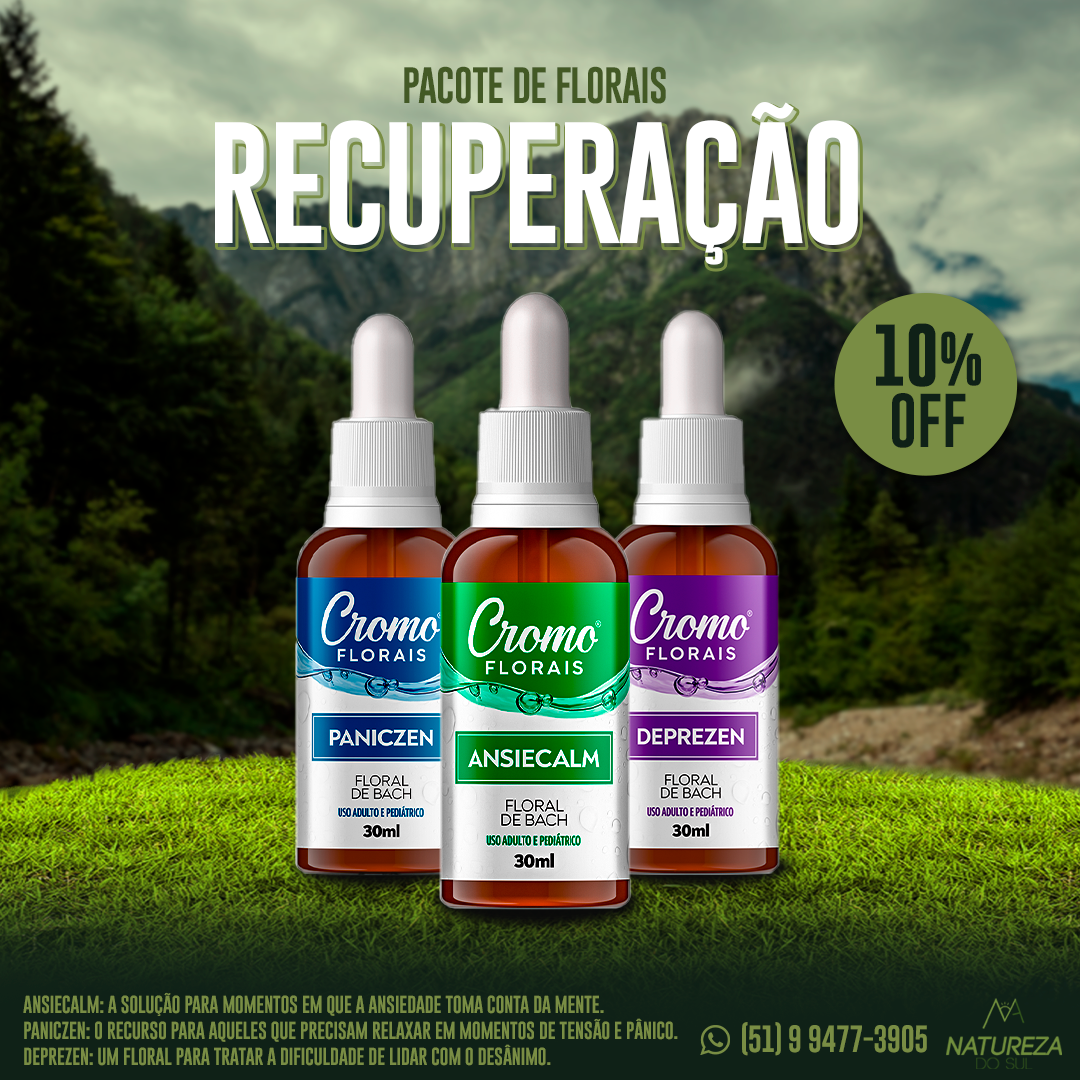 PACOTE DE FLORAIS
RECUPERAÇÃO
10%
OFF
Cromo®
FLORAIS
PANICZEN
FLORAL
DE BACH
USO ADULTO E PEDIÁTRICO
30ml
Cromo®
FLORAIS
ANSIECALM
FLORAL
DE BACH
USO ADULTO E PEDIÁTRICO
30ml
Cromo®
FLORAIS
DEPREZEN
FLORAL
DE BACH
USO ADULTO E PEDIÁTRICO
30ml
ANSIECALM: A SOLUÇÃO PARA MOMENTOS EM QUE A ANSIEDADE TOMA CONTA DA MENTE.
PANICZEN: O RECURSO PARA AQUELES QUE PRECISAM RELAXAR EM MOMENTOS DE TENSÃO E PÂNICO.
DEPREZEN: UM FLORAL PARA TRATAR A DIFICULDADE DE LIDAR COM O DESÂNIMO.
(51) 9 9477-3905
NATUREZA
DO SUL